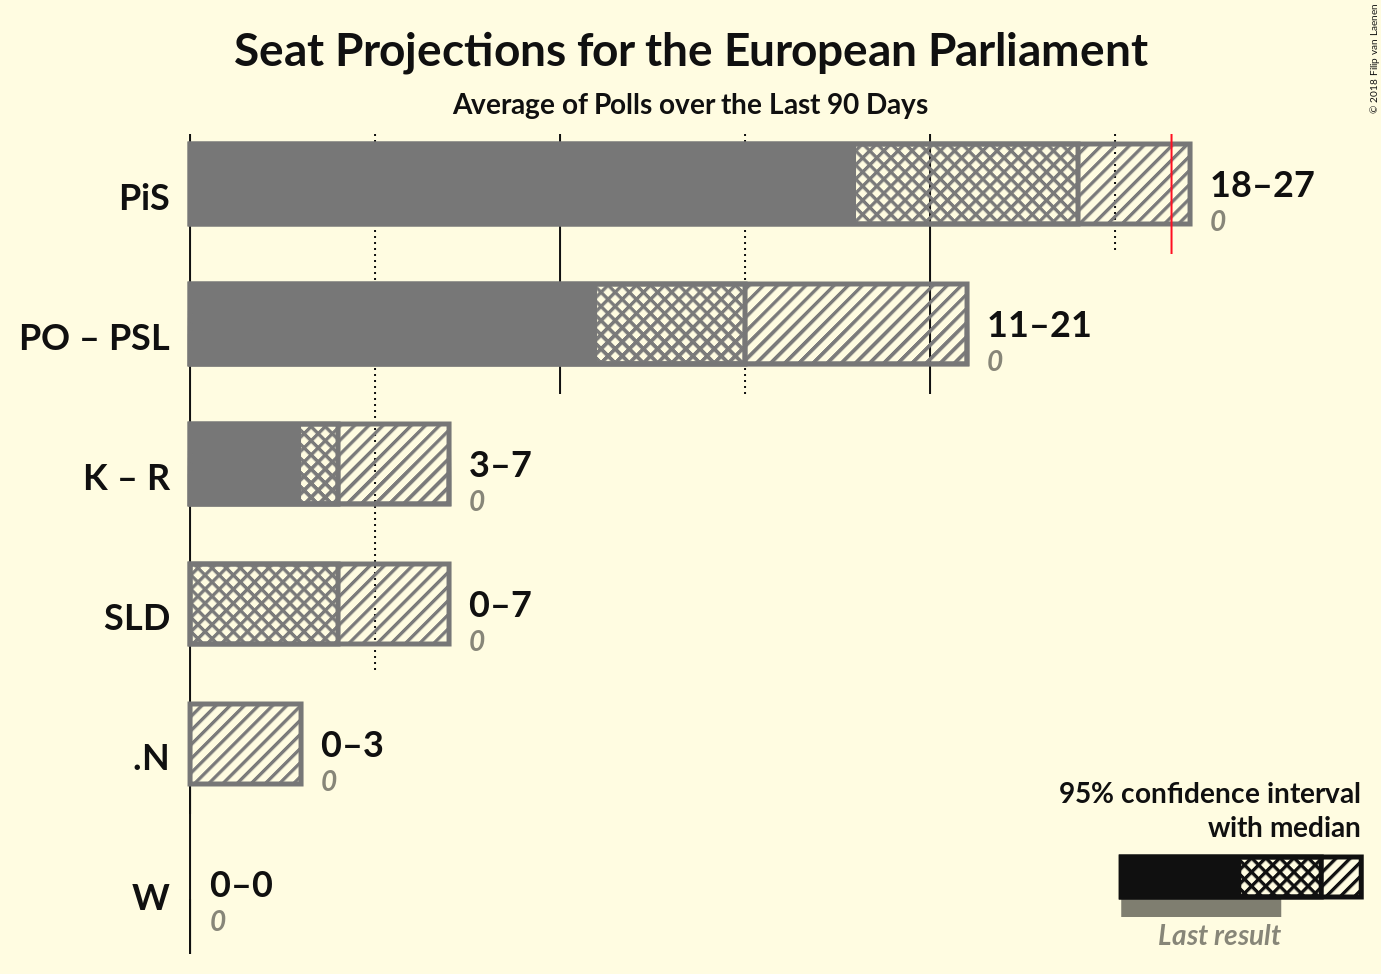 Seat Projections for the European Parliament
Average of Polls over the Last 90 Days
© 2018 Filip van Laenen
PiS
18–27
0
PO – PSL
11–21
0
K – R
3–7
0
SLD
0–7
0
.N
0–3
0
W
0–0
0
95% confidence interval
with median
Last result